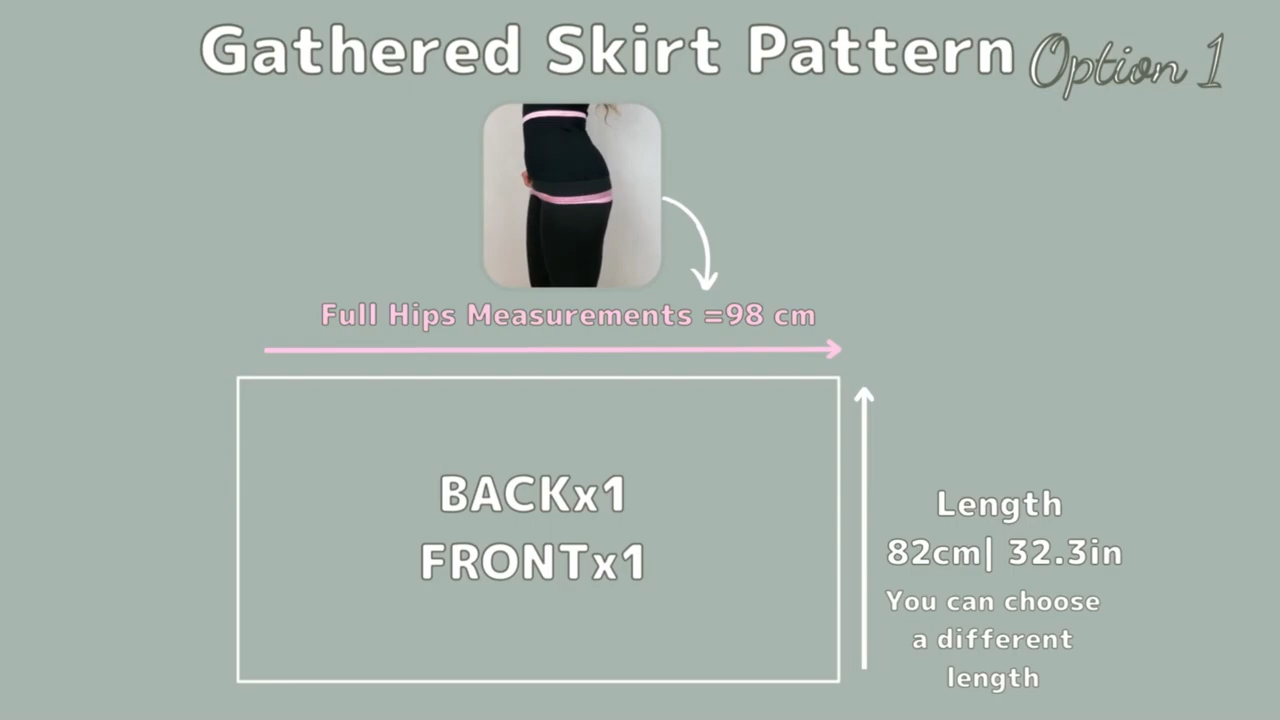 Gathered Skirt Pattern Option 1
Full Hips Measurements =98 cm
BACKx1
FRONTx1
Length
82cm| 32.3in
You can choose
a different
length